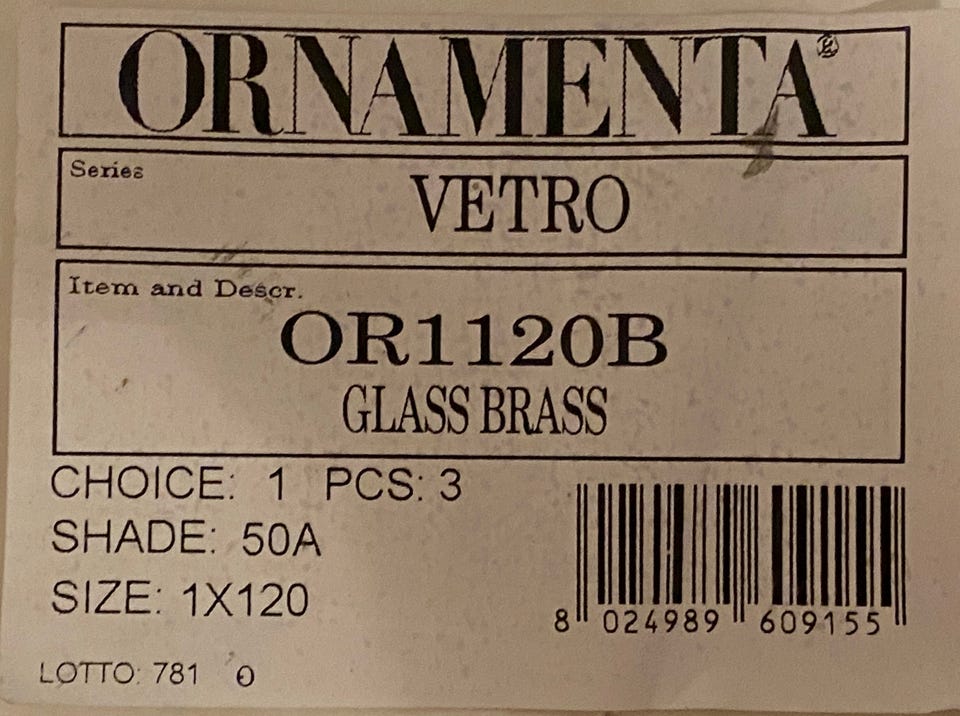 ORNAMENTA®
Series
VETRO
Item and Descr.
OR1120B
GLASS BRASS
CHOICE: 1 PCS: 3
SHADE: 50A
SIZE: 1X120
8 024989 609155
LOTTO: 781 0